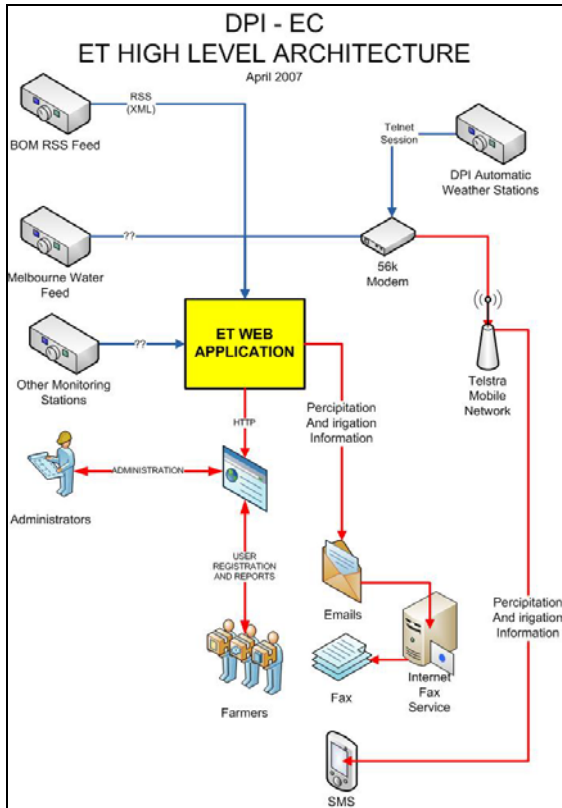 DPI - EC
ET HIGH LEVEL ARCHITECTURE
April 2007
RSS
(XML)
BOM RSS Feed
Telnet
Session
DPI Automatic
Weather Stations
??
Melbourne Water
Feed
56k
Modem
??
Other Monitoring
Stations
ET WEB
APPLICATION
Telstra
Mobile
Network
HTTP
Percipitation
And irigation
Information
ADMINISTRATION
Administrators
USER
REGISTRATION
AND REPORTS
Emails
Percipitation
And irigation
Information
Farmers
Fax
Internet
Fax
Service
SMS